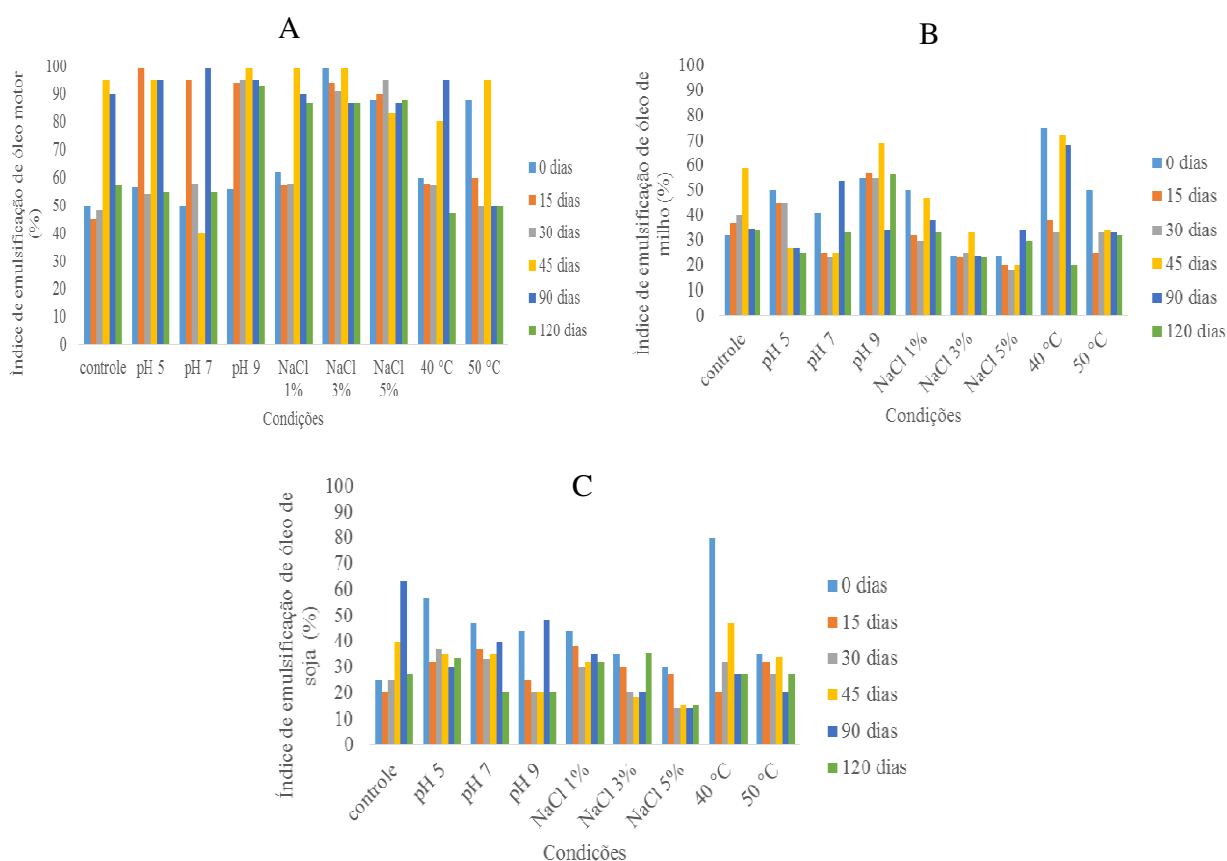 A
Ìndice de emulsificação de óleo motor
(%)
100
90
80
70
60
50
40
30
20
10
0
controle pH 5 pH 7 pH 9 NaCl 1% NaCl 3% NaCl 5% 40 °C 50 °C
Condições
0 dias
15 dias
30 dias
45 dias
90 dias
120 dias
B
Ìndice de emulsificação de óleo de
milho (%)
100
90
80
70
60
50
40
30
20
10
0
controle pH 5 pH 7 pH 9 NaCl 1% NaCl 3% NaCl 5% 40 °C 50 °C
Condições
0 dias
15 dias
30 dias
45 dias
90 dias
120 dias
C
Índice de emulsificação de óleo de
soja (%)
100
90
80
70
60
50
40
30
20
10
0
controle pH 5 pH 7 pH 9 NaCl 1% NaCl 3% NaCl 5% 40 °C 50 °C
Condições
0 dias
15 dias
30 dias
45 dias
90 dias
120 dias